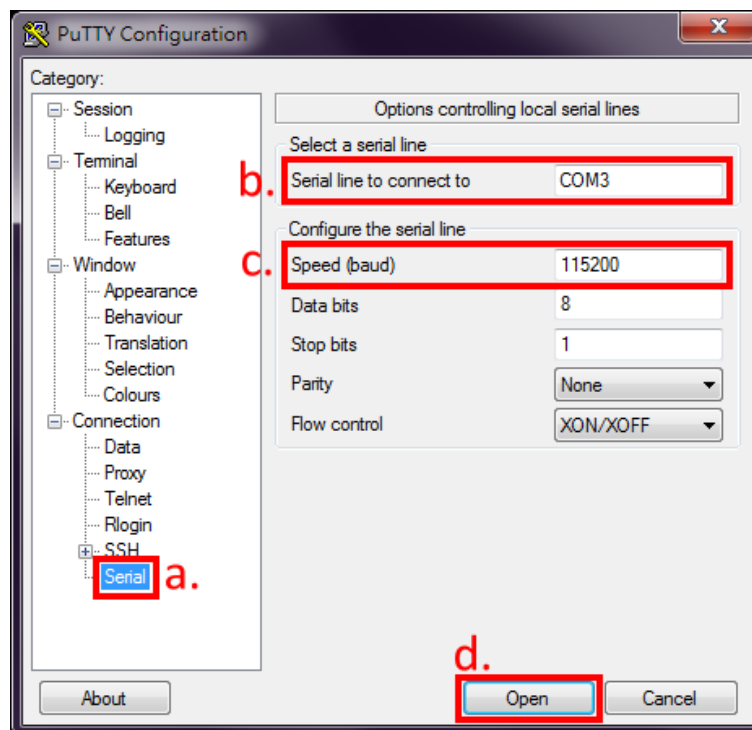 PuTTY Configuration
X
Category:
Session
Logging
Terminal
Keyboard
Bell
Features
Window
Appearance
Behaviour
Translation
Selection
Colours
Connection
Data
Proxy
Telnet
Rlogin
SSH
Serial
a.
Options controlling local serial lines
Select a serial line
b. Serial line to connect to COM3
Configure the serial line
c. Speed (baud) 115200
Data bits 8
Stop bits 1
Parity None
Flow control XON/XOFF
d.
About Open Cancel